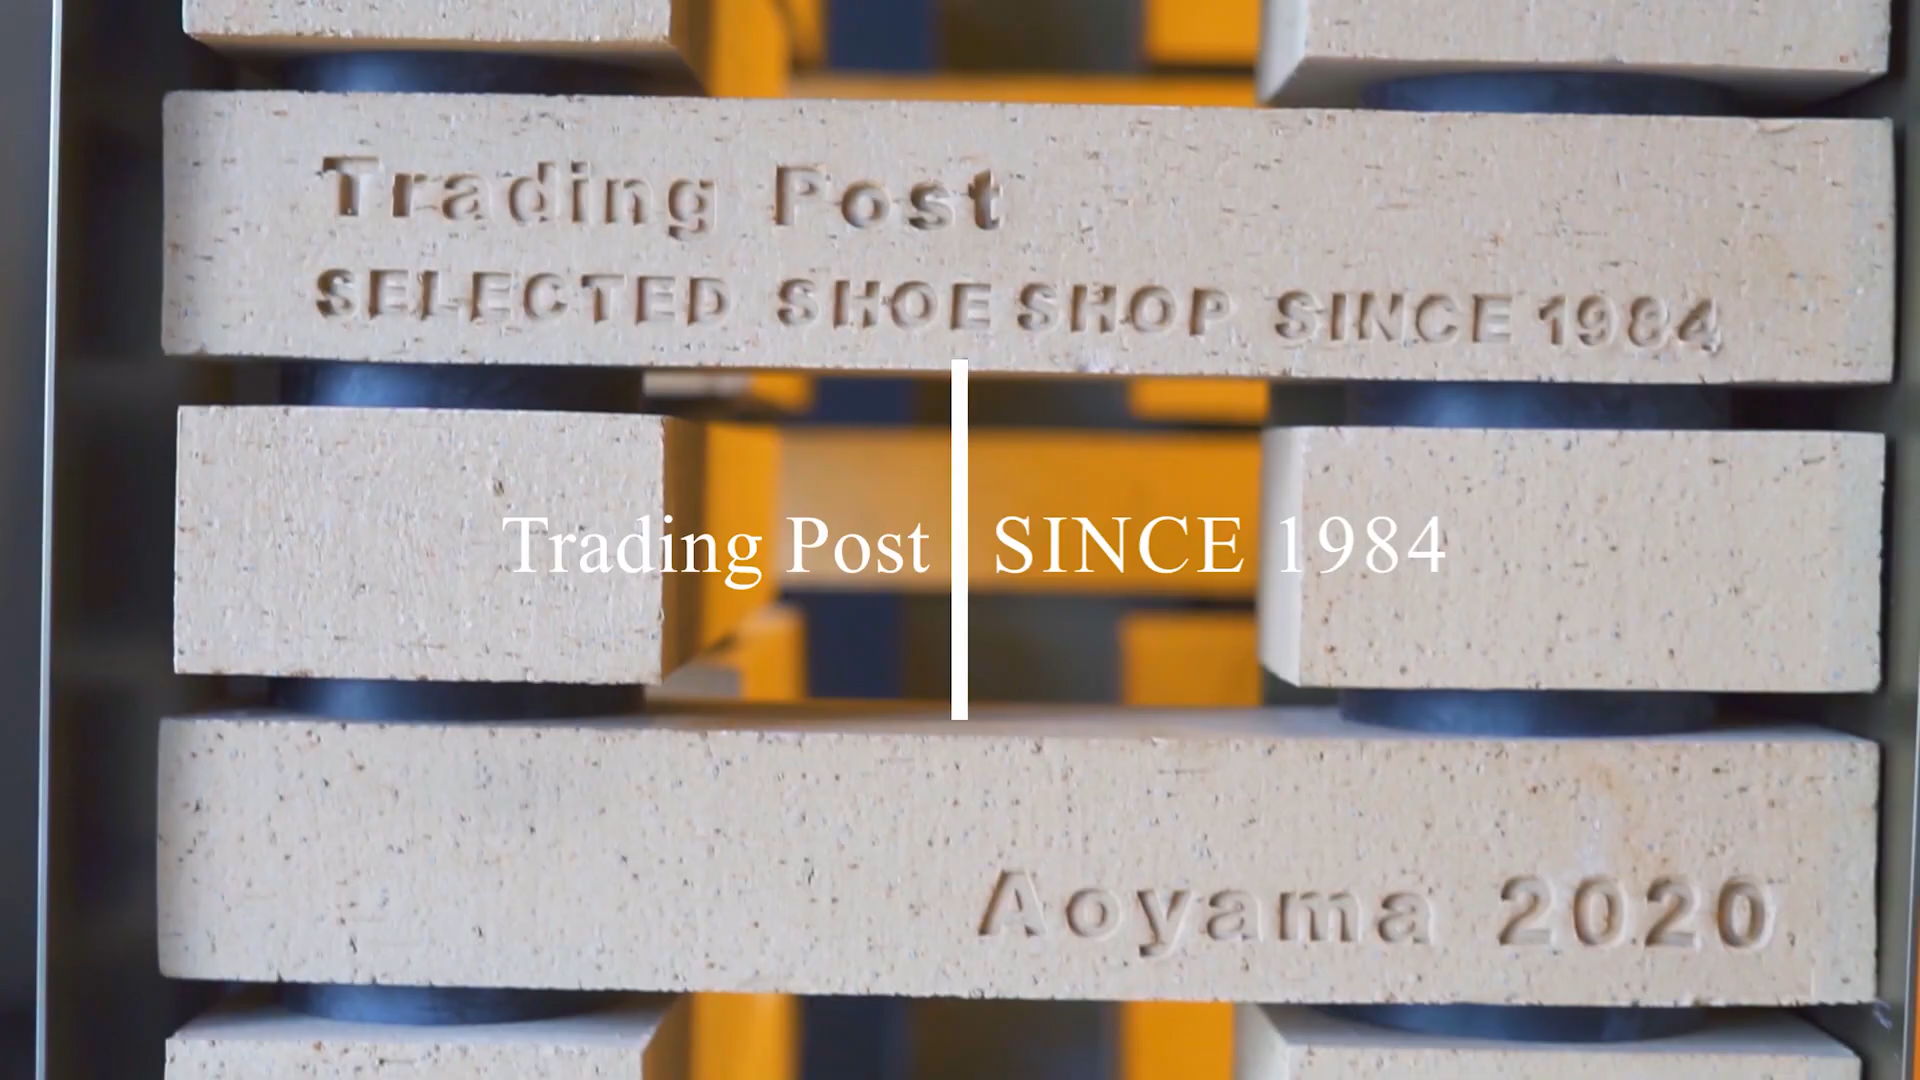 Trading Post
SELECTED SHOE SHOP SINCE 1984
Trading Post | SINCE 1984
Aoyama 2020